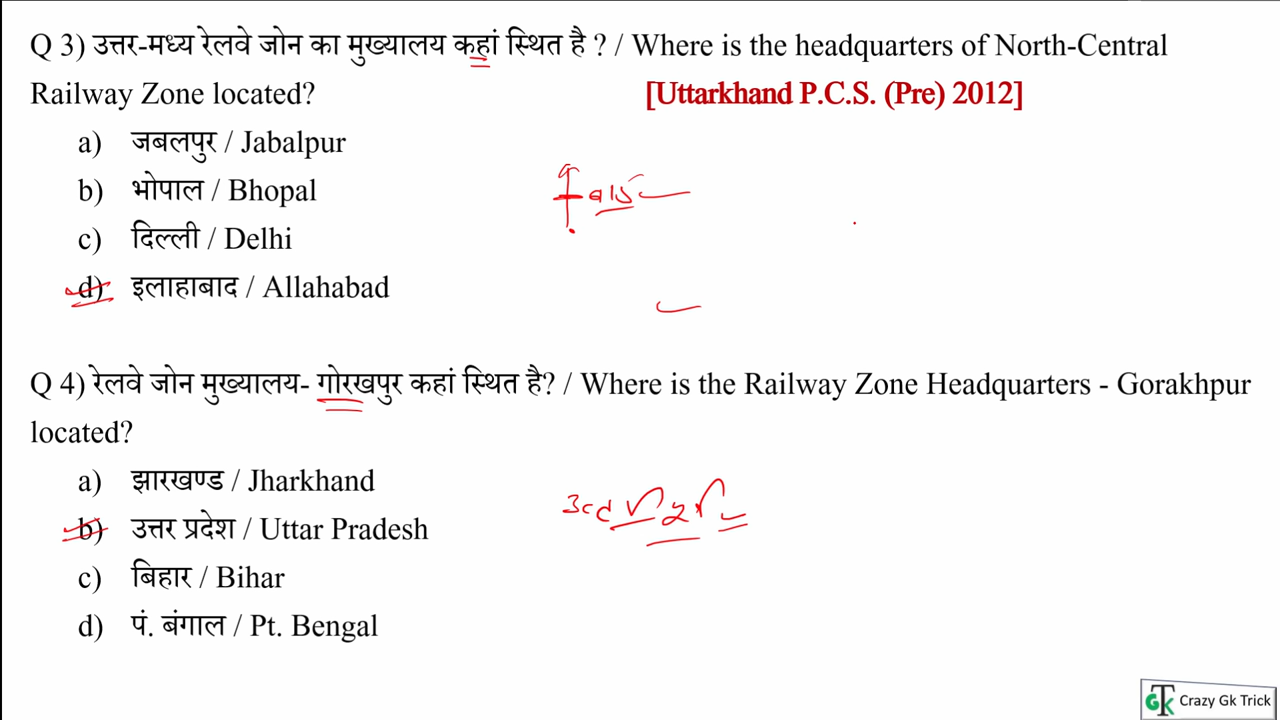 Q 3) उत्तर-मध्य रेलवे जोन का मुख्यालय कहां स्थित है ? / Where is the headquarters of North-Central
Railway Zone located? [Uttarkhand P.C.S. (Pre) 2012]
a) जबलपुर / Jabalpur
b) भोपाल / Bhopal
c) दिल्ली / Delhi
d) इलाहाबाद / Allahabad
Q 4) रेलवे जोन मुख्यालय- गोरखपुर कहां स्थित है? / Where is the Railway Zone Headquarters - Gorakhpur
located?
a) झारखण्ड / Jharkhand
b) उत्तर प्रदेश / Uttar Pradesh
c) बिहार / Bihar
d) पं. बंगाल / Pt. Bengal
GTK Crazy Gk Trick